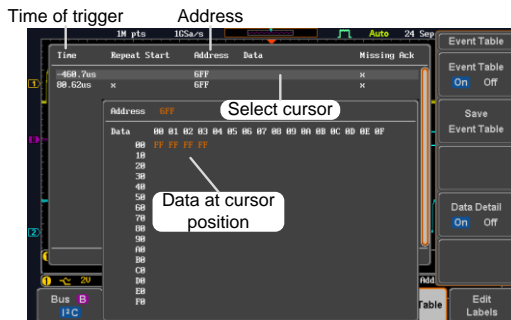 Time of trigger Address
1M pts 1GSa/s Auto 24 Sep
Event Table
Time Repeat Start Address Data Missing Ack
-460.7us 6FF x
80.62us x 6FF x
Event Table
On Off
Select cursor
Address 6FF
Save
Event Table
Data 00 01 02 03 04 05 06 07 08 09 0A 0B 0C 0D 0E 0F
00 FF FF FF FF
10
20
30
40
50
60
70
80
90
A0
B0
C0
D0
E0
F0
Data at cursor
position
Data Detail
On Off
1
B
2
1 2V
Add
Bus B
I²C
Table
Edit
Labels